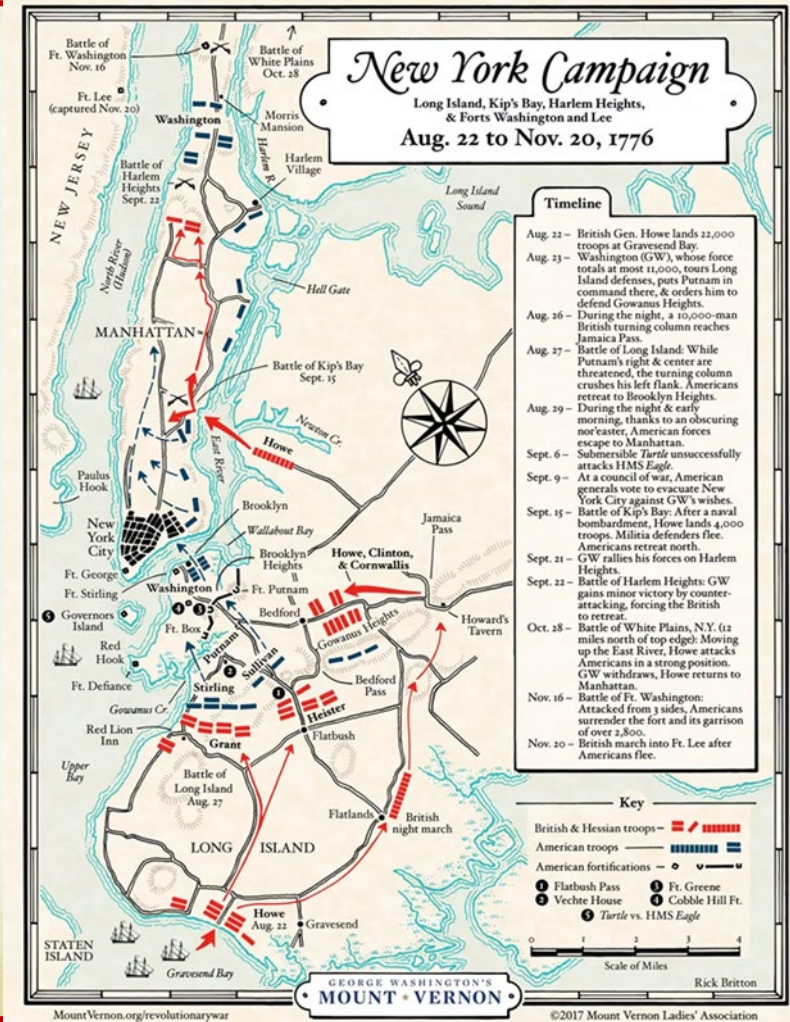 New York Campaign
Long Island, Kip's Bay, Harlem Heights,
& Forts Washington and Lee
Aug. 22 to Nov. 20, 1776
Battle of
Ft. Washington
Nov. 16
Battle of
White Plains
Oct. 28
Ft. Lee
(captured Nov. 20)
Washington
Morris
Mansion
Harlem R.
NEW JERSEY
Battle of
Harlem
Heights
Sept. 22
Harlem
Village
Long Island
Sound
North River
(Hudson)
Hell Gate
MANHATTAN
Battle of Kip's Bay
Sept. 15
Newton Cr.
Howe
East River
Paulus
Hook
New
York
City
Brooklyn
Wallabout Bay
Jamaica
Pass
Ft. George
Ft. Stirling
Brooklyn
Heights
Howe, Clinton,
& Cornwallis
Washington
Ft. Putnam
5 Governors
Island
4
3
Bedford
Howard's
Tavern
Ft. Box
Gowanus Heights
Red
Hook
Putnam
2
Sullivan
Ft. Defiance
Stirling
Bedford
Pass
1
Gowanus Cr.
Heister
Red Lion
Inn
Grant
Flatbush
Upper
Bay
Battle of
Long Island
Aug. 27
Flatlands
British
night march
LONG ISLAND
Howe
Aug. 22
Gravesend
STATEN
ISLAND
Gravesend Bay
Timeline
Aug. 22 – British Gen. Howe lands 22,000
troops at Gravesend Bay.
Aug. 23 – Washington (GW), whose force
totals at most 11,000, tours Long
Island defenses, puts Putnam in
command there, & orders him to
defend Gowanus Heights.
Aug. 26 – During the night, a 10,000-man
British turning column reaches
Jamaica Pass.
Aug. 27 – Battle of Long Island: While
Putnam's right & center are
threatened, the turning column
crushes his left flank. Americans
retreat to Brooklyn Heights.
Aug. 29 – During the night & early
morning, thanks to an obscuring
nor'easter, American forces
escape to Manhattan.
Sept. 6 – Submersible Turtle unsuccessfully
attacks HMS Eagle.
Sept. 9 – At a council of war, American
generals vote to evacuate New
York City against GW's wishes.
Sept. 15 – Battle of Kip's Bay: After a naval
bombardment, Howe lands 4,000
troops. Militia defenders flee.
Americans retreat north.
Sept. 21 – GW rallies his forces on Harlem
Heights.
Sept. 22 – Battle of Harlem Heights: GW
gains minor victory by counter-
attacking, forcing the British
to retreat.
Oct. 28 – Battle of White Plains, N.Y. (12
miles north of top edge): Moving
up the East River, Howe attacks
Americans in a strong position.
GW withdraws, Howe returns to
Manhattan.
Nov. 16 – Battle of Ft. Washington:
Attacked from 3 sides, Americans
surrender the fort and its garrison
of over 2,800.
Nov. 20 – British march into Ft. Lee after
Americans flee.
Key
British & Hessian troops –
American troops –
American fortifications –
1 Flatbush Pass 3 Ft. Greene
2 Vechte House 4 Cobble Hill Ft.
5 Turtle vs. HMS Eagle
0 1 2 3 4
Scale of Miles
Rick Britton
GEORGE WASHINGTON'S
MOUNT VERNON
MountVernon.org/revolutionarywar
©2017 Mount Vernon Ladies' Association